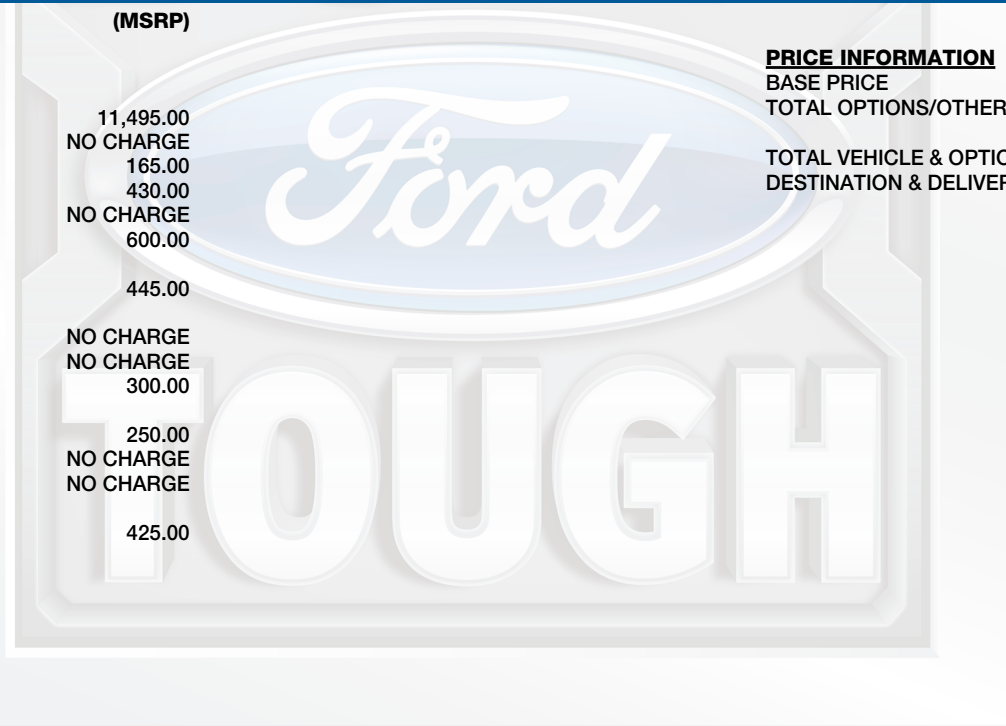 (MSRP)
11,495.00
NO CHARGE
165.00
430.00
NO CHARGE
600.00
445.00
NO CHARGE
NO CHARGE
300.00
250.00
NO CHARGE
NO CHARGE
425.00
PRICE INFORMATION
BASE PRICE
TOTAL OPTIONS/OTHER
TOTAL VEHICLE & OPTIO
DESTINATION & DELIVER
Ford
TOUGH